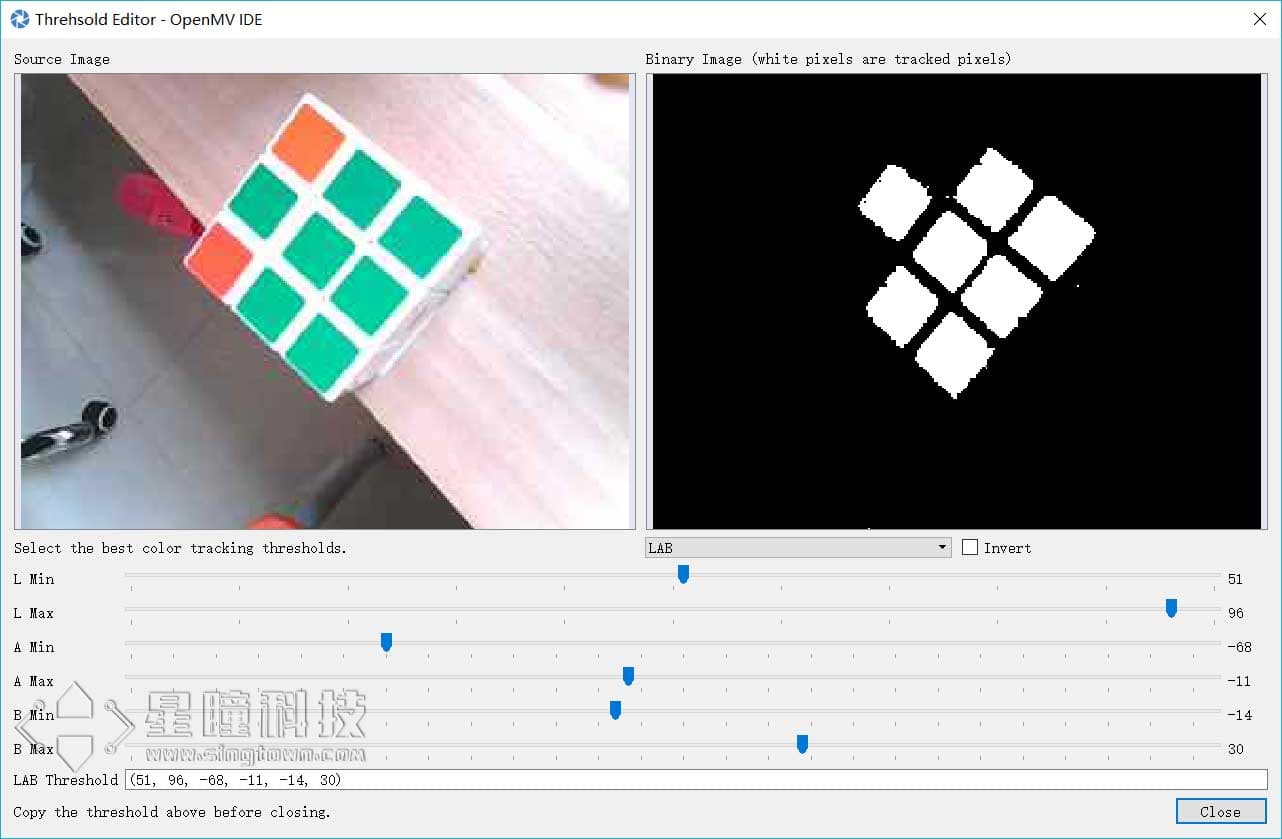 Threhsold Editor - OpenMV IDE
Source Image
Binary Image (white pixels are tracked pixels)
Select the best color tracking thresholds.
LAB
Invert
L Min
51
L Max
96
A Min
-68
A Max
-11
B Min
-14
B Max
30
星瞳科技
www.singtown.com
LAB Threshold
(51, 96, -68, -11, -14, 30)
Copy the threshold above before closing.
Close